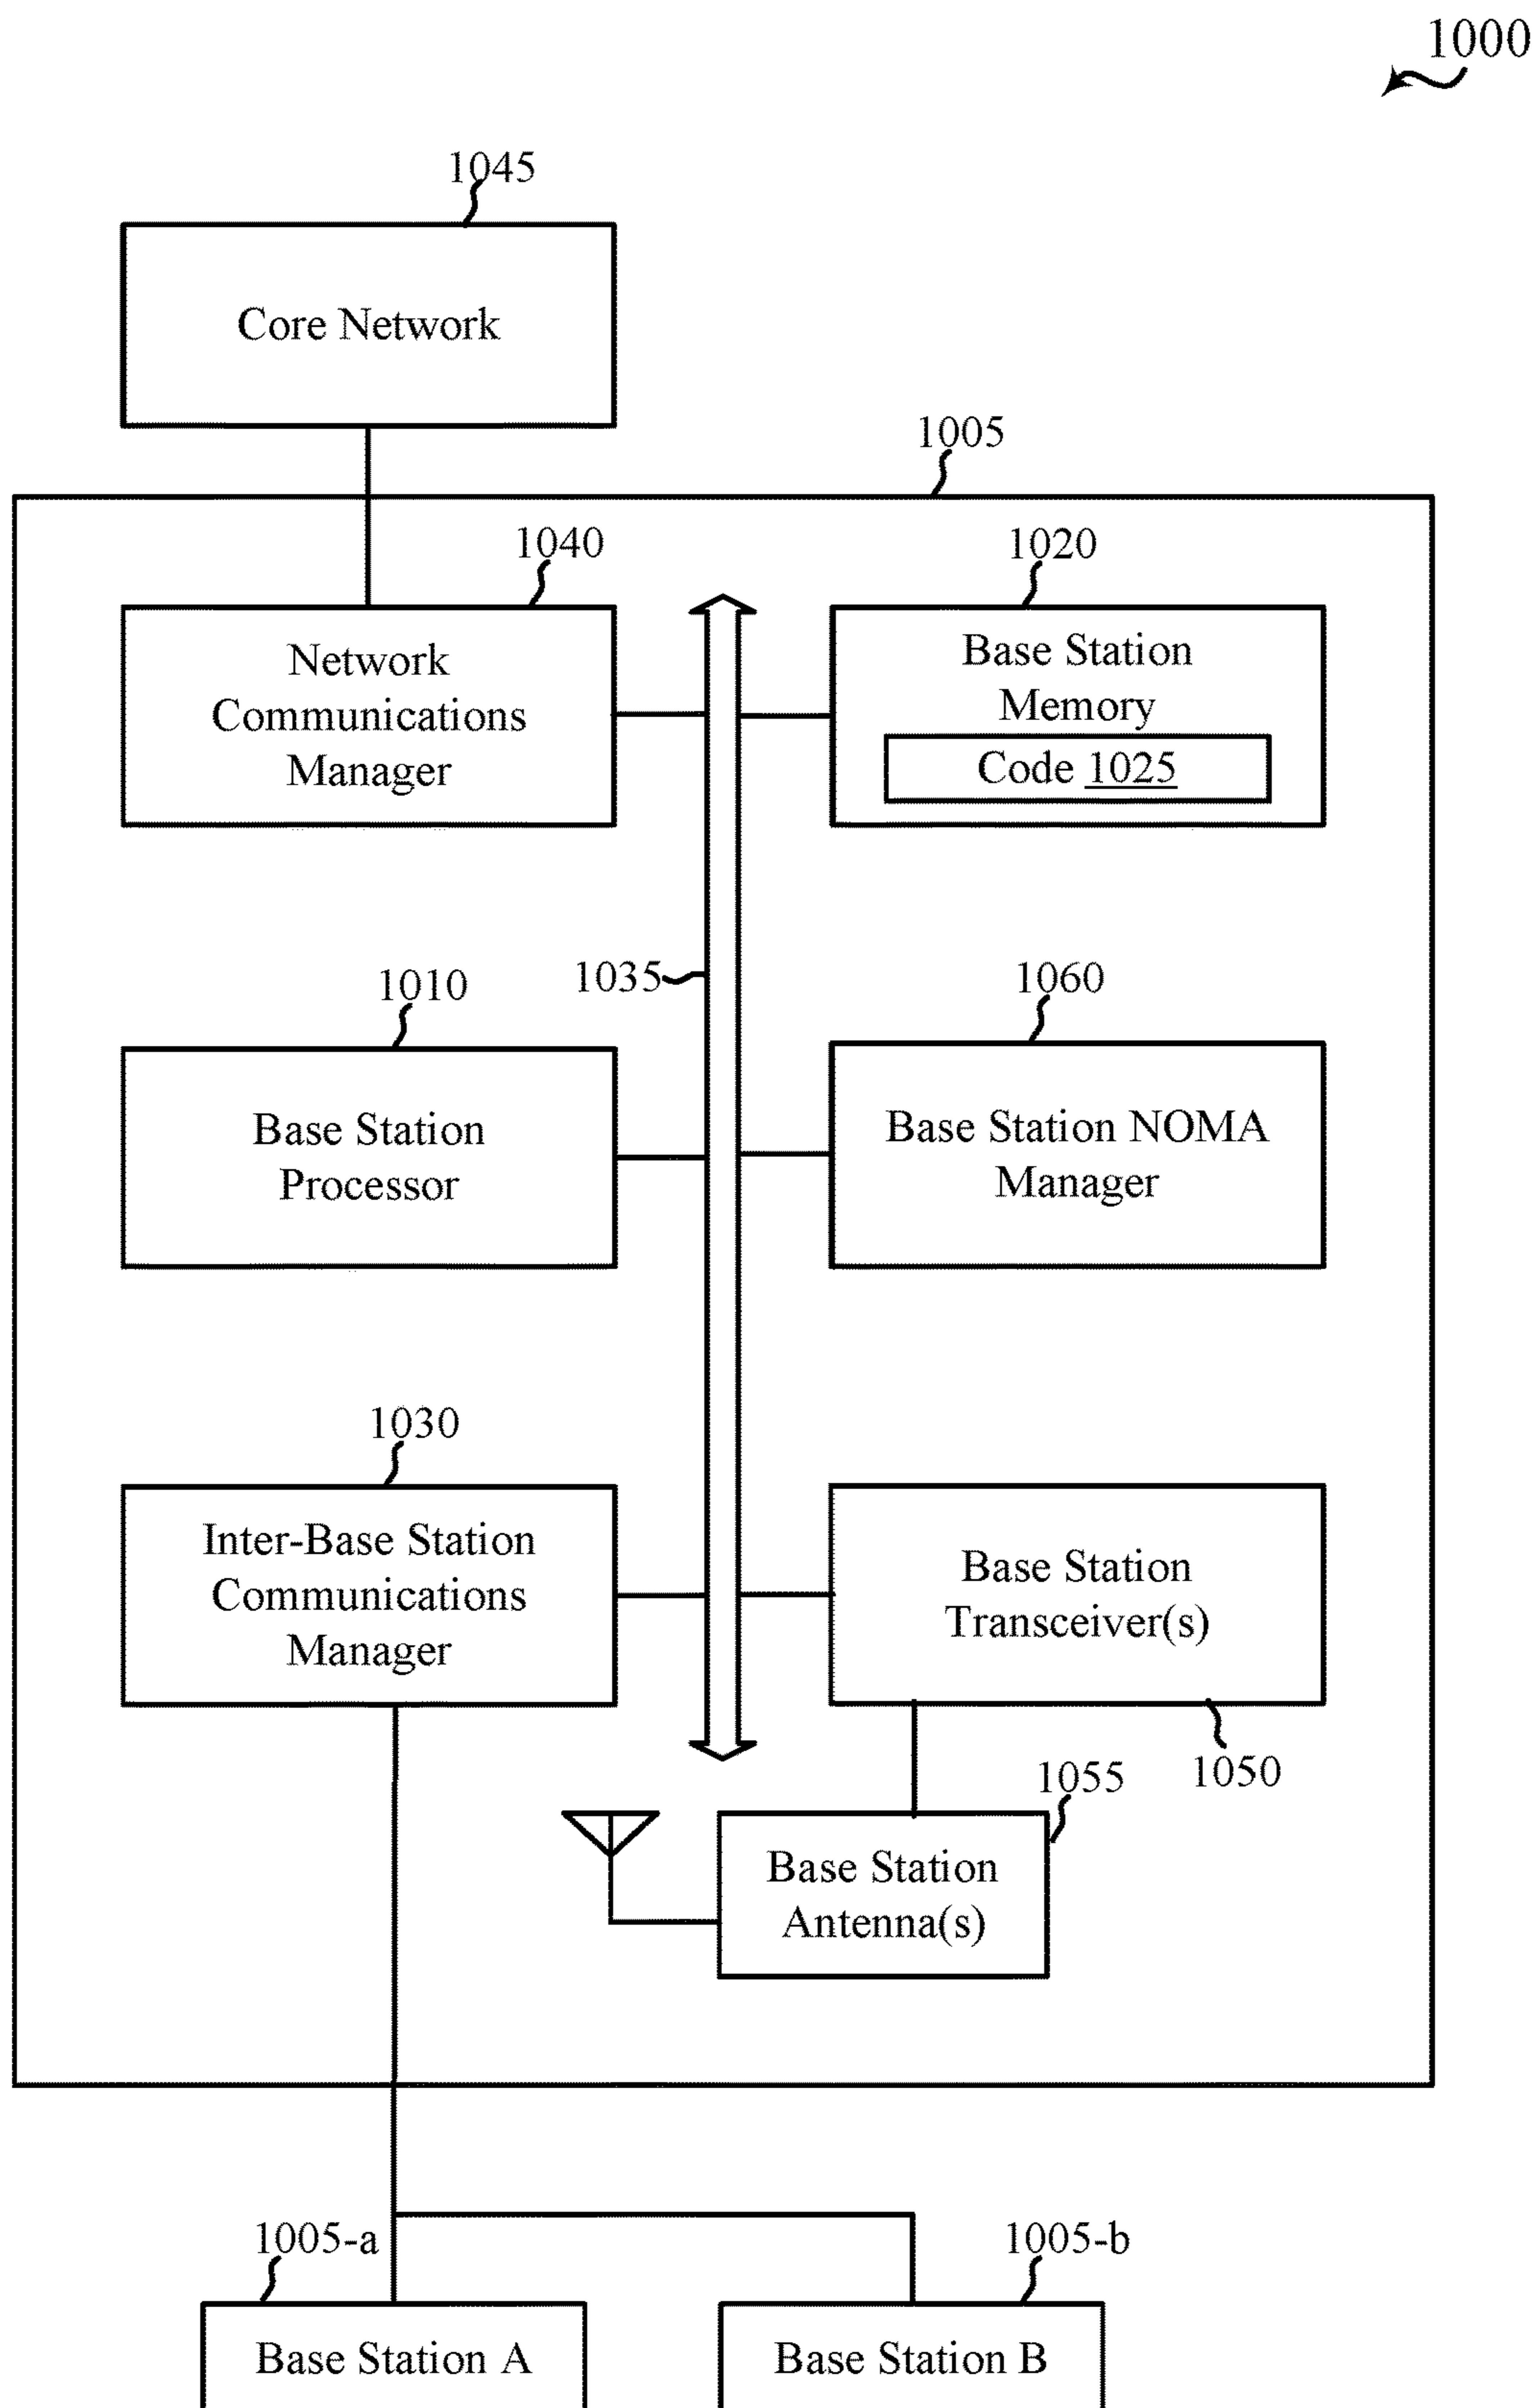 1000
1045
Core Network
1005
1040
1020
Network
Communications
Manager
Base Station
Memory
Code 1025
1035
1010
1060
Base Station
Processor
Base Station NOMA
Manager
1030
Inter-Base Station
Communications
Manager
Base Station
Transceiver(s)
1050
1055
Base Station
Antenna(s)
1005-a
1005-b
Base Station A
Base Station B